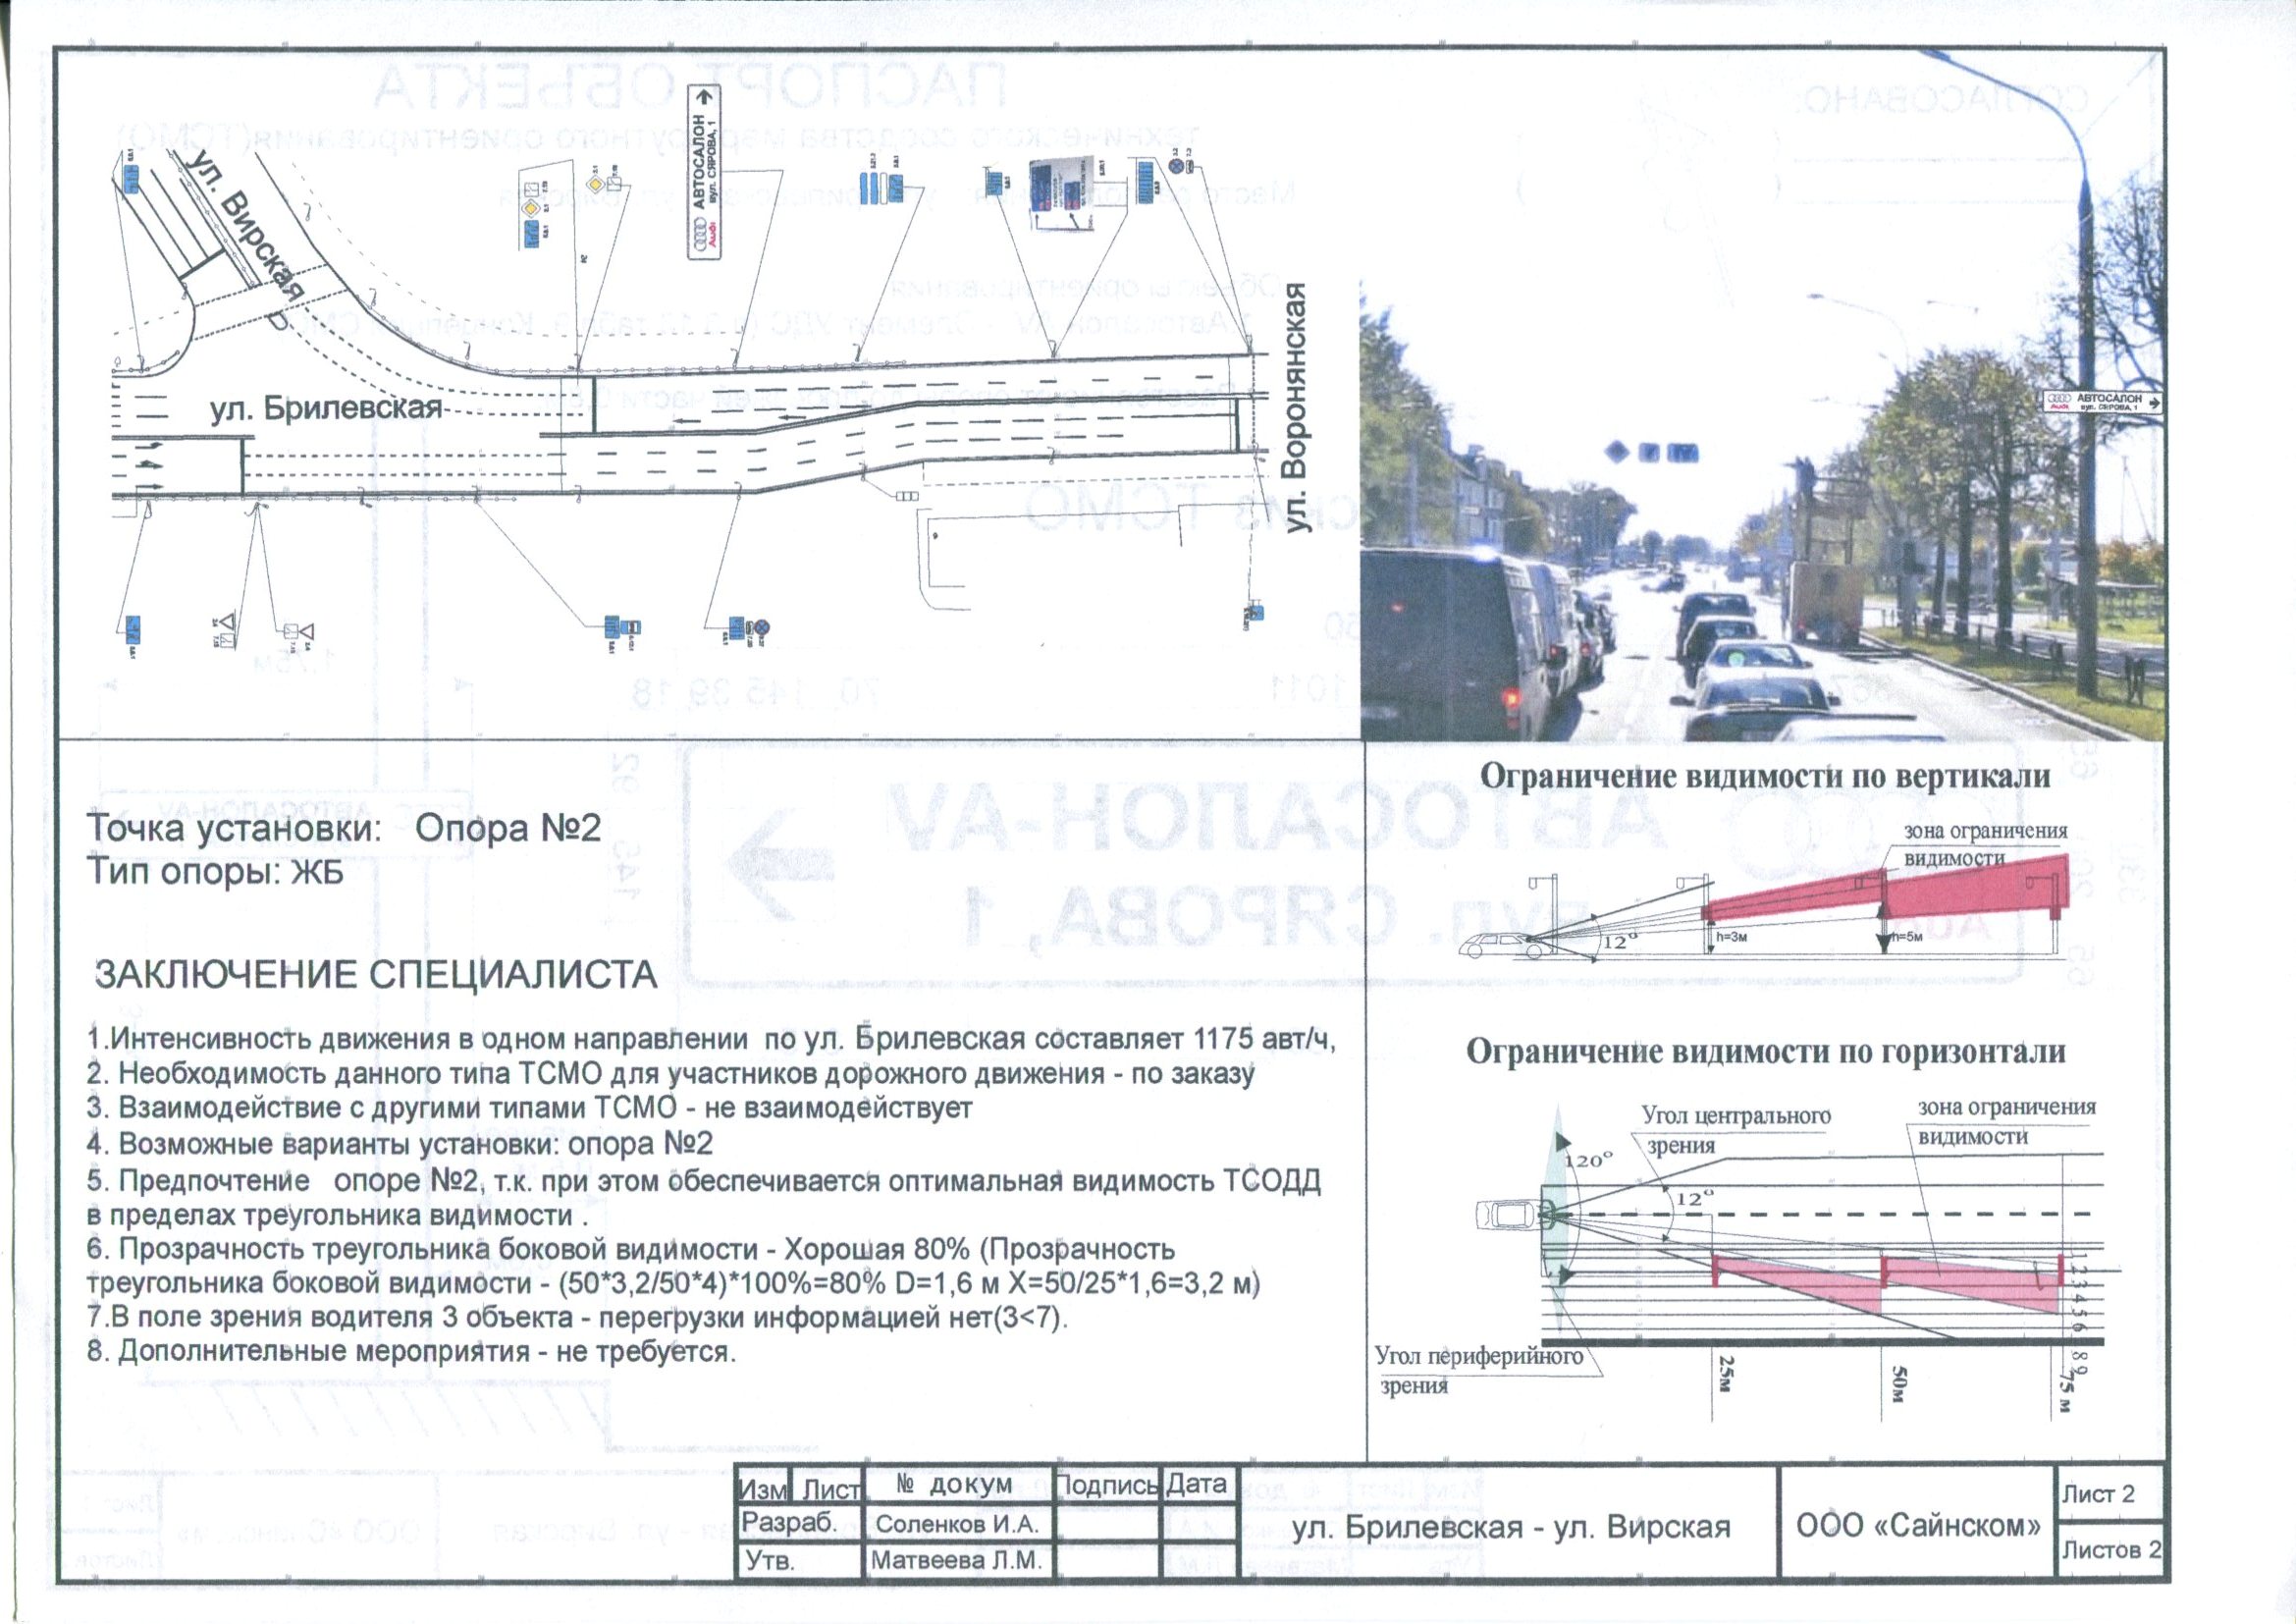 ул. Вирская
АВТОСАЛОН
вул. СЯРОВА, 1
Audi
ул. Брилевская
ул. Воронянская
АВТОСАЛОН
Audi вул. СЯРОВА, 1
Точка установки: Опора №2
Тип опоры: ЖБ
ЗАКЛЮЧЕНИЕ СПЕЦИАЛИСТА
1.Интенсивность движения в одном направлении по ул. Брилевская составляет 1175 авт/ч,
2. Необходимость данного типа ТСМО для участников дорожного движения - по заказу
3. Взаимодействие с другими типами ТСМО - не взаимодействует
4. Возможные варианты установки: опора №2
5. Предпочтение опоре №2, т.к. при этом обеспечивается оптимальная видимость ТСОДД
в пределах треугольника видимости .
6. Прозрачность треугольника боковой видимости - Хорошая 80% (Прозрачность
треугольника боковой видимости - (50*3,2/50*4)*100%=80% D=1,6 м X=50/25*1,6=3,2 м)
7.В поле зрения водителя 3 объекта - перегрузки информацией нет(3<7).
8. Дополнительные мероприятия - не требуется.
Ограничение видимости по вертикали
зона ограничения
видимости
12°
h=3м
h=5м
Ограничение видимости по горизонтали
Угол центрального
зрения
зона ограничения
видимости
120°
12°
1 2 3 4 5 6 8 9
Угол периферийного
зрения
25м
50м
75 м
Изм Лист № докум Подпись Дата
Разраб. Соленков И.А.
Утв. Матвеева Л.М.
ул. Брилевская - ул. Вирская
ООО «Сайнском»
Лист 2
Листов 2